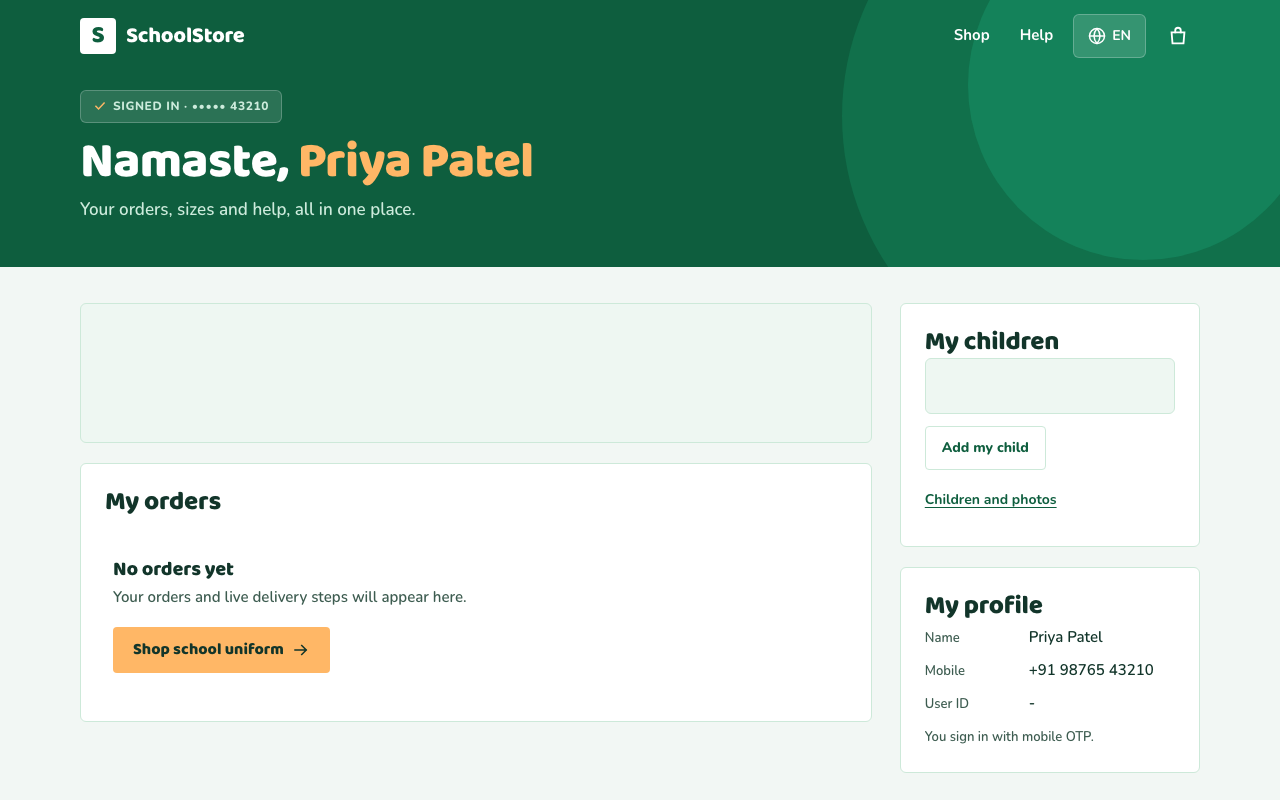 S SchoolStore
Shop Help EN
SIGNED IN · ••••• 43210
Namaste, Priya Patel
Your orders, sizes and help, all in one place.
My orders
No orders yet
Your orders and live delivery steps will appear here.
Shop school uniform →
My children
Add my child
Children and photos
My profile
Name Priya Patel
Mobile +91 98765 43210
User ID -
You sign in with mobile OTP.